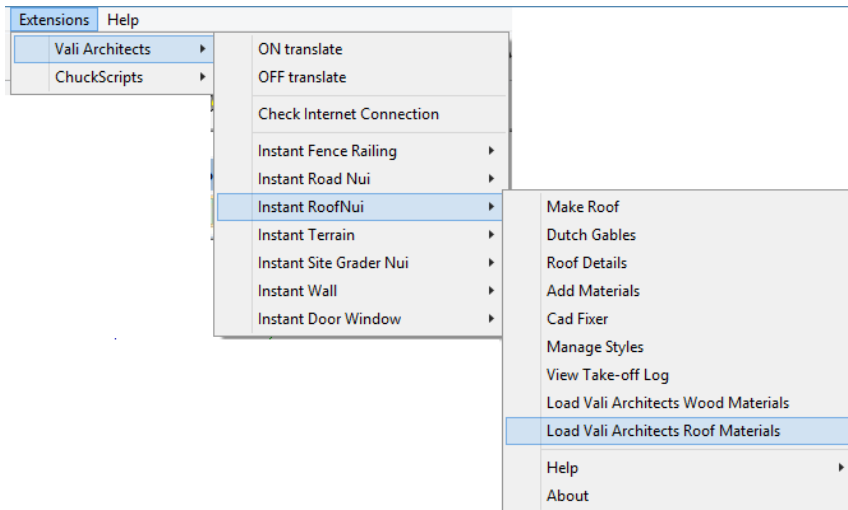 Extensions Help
Vali Architects
ChuckScripts
ON translate
OFF translate
Check Internet Connection
Instant Fence Railing
Instant Road Nui
Instant RoofNui
Instant Terrain
Instant Site Grader Nui
Instant Wall
Instant Door Window
Make Roof
Dutch Gables
Roof Details
Add Materials
Cad Fixer
Manage Styles
View Take-off Log
Load Vali Architects Wood Materials
Load Vali Architects Roof Materials
Help
About